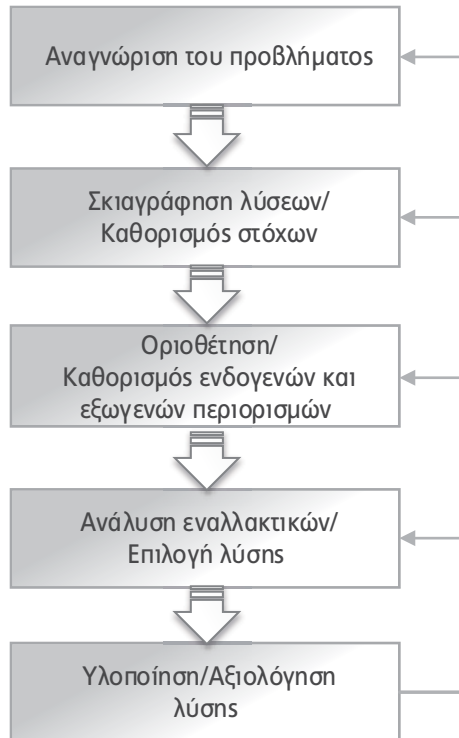 Αναγνώριση του προβλήματος
Σκιαγράφηση λύσεων/
Καθορισμός στόχων
Οριοθέτηση/
Καθορισμός ενδογενών και
εξωγενών περιορισμών
Ανάλυση εναλλακτικών/
Επιλογή λύσης
Υλοποίηση/Αξιολόγηση
λύσης